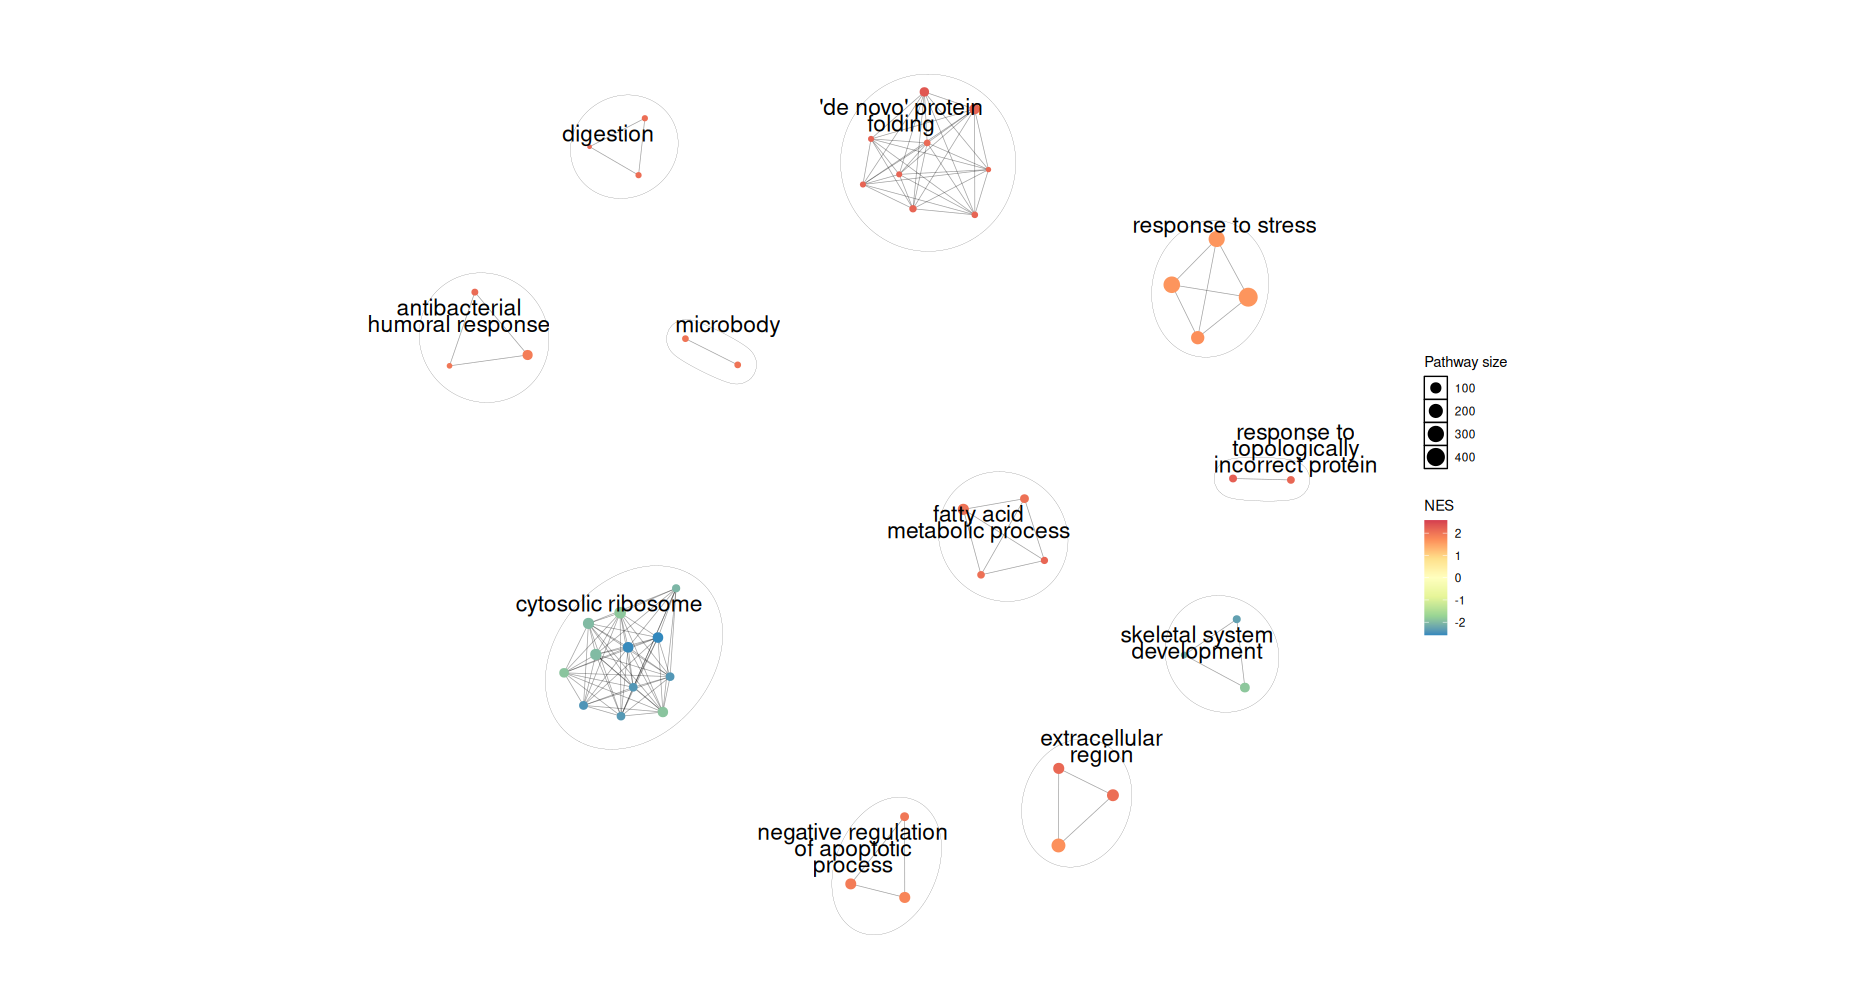 'de novo' protein
folding
digestion
response to stress
antibacterial
humoral response
microbody
response to
topologically
incorrect protein
fatty acid
metabolic process
cytosolic ribosome
skeletal system
development
extracellular
region
negative regulation
of apoptotic
process
Pathway size
100
200
300
400
NES
2
1
0
-1
-2